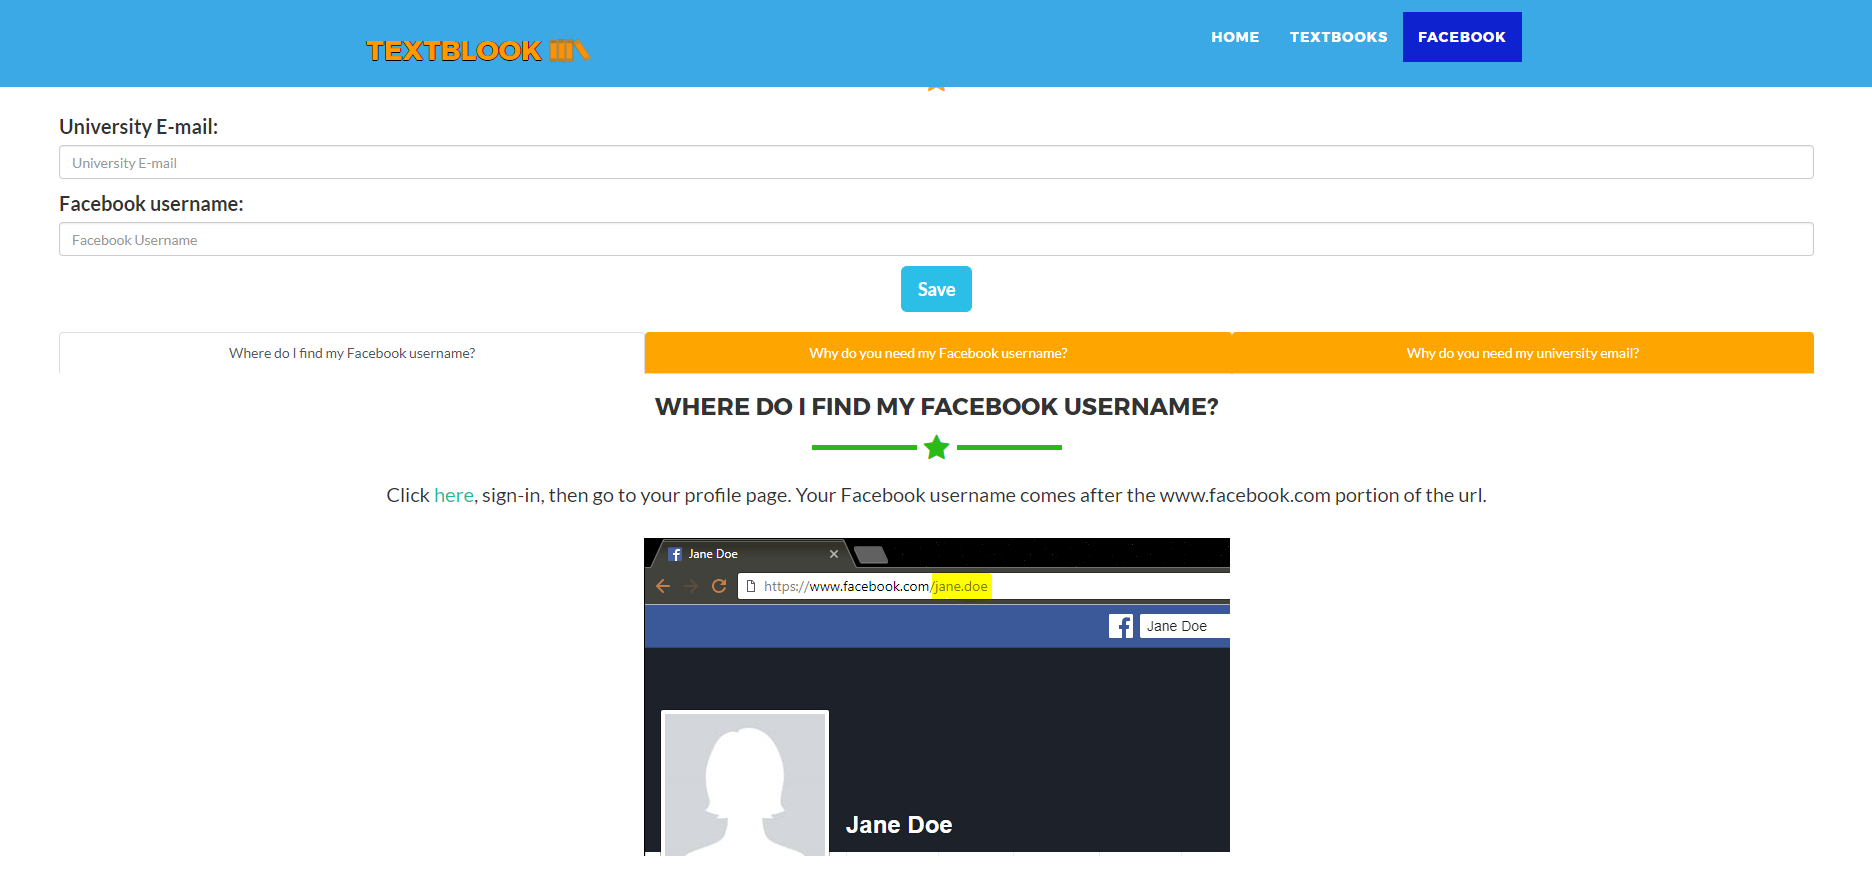 TEXTBLOOK
HOME TEXTBOOKS FACEBOOK
University E-mail:
University E-mail
Facebook username:
Facebook Username
Save
Where do I find my Facebook username? Why do you need my Facebook username? Why do you need my university email?
WHERE DO I FIND MY FACEBOOK USERNAME?
Click here, sign-in, then go to your profile page. Your Facebook username comes after the www.facebook.com portion of the url.
Jane Doe
https://www.facebook.com/jane.doe
Jane Doe
Jane Doe